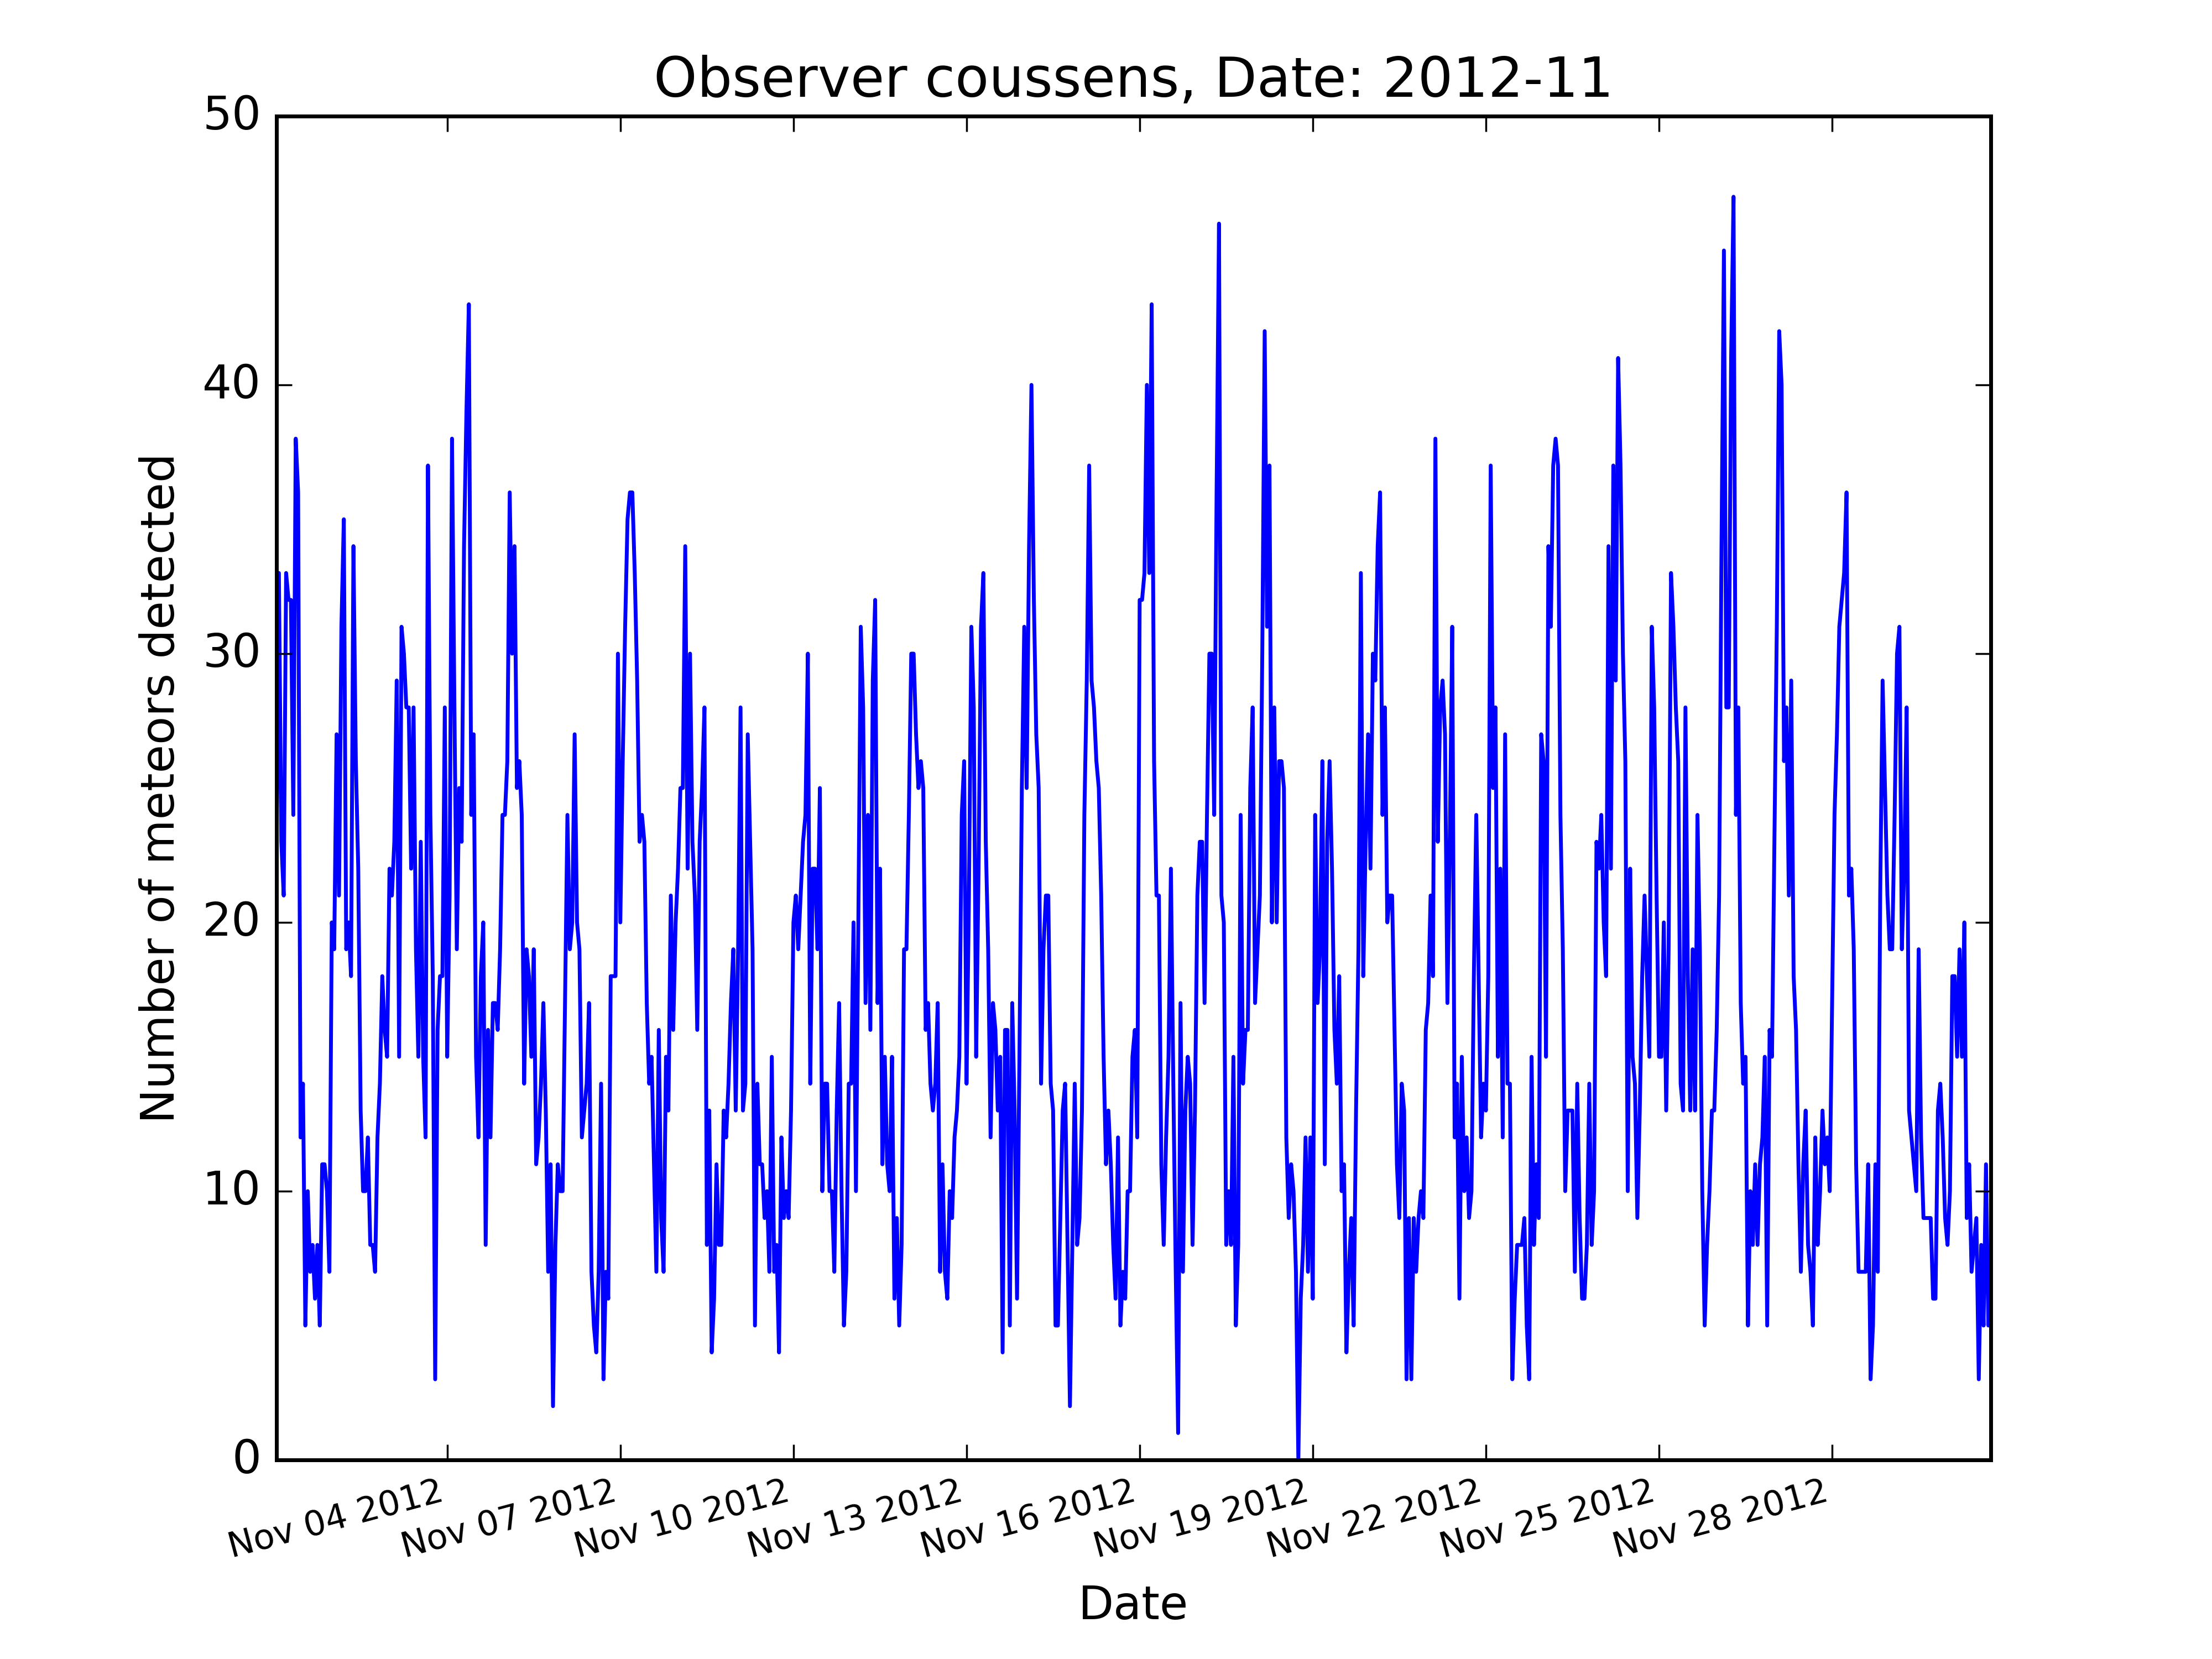 Observer coussens, Date: 2012-11
Number of meteors detected
50
40
30
20
10
0
Nov 04 2012
Nov 07 2012
Nov 10 2012
Nov 13 2012
Nov 16 2012
Nov 19 2012
Nov 22 2012
Nov 25 2012
Nov 28 2012
Date